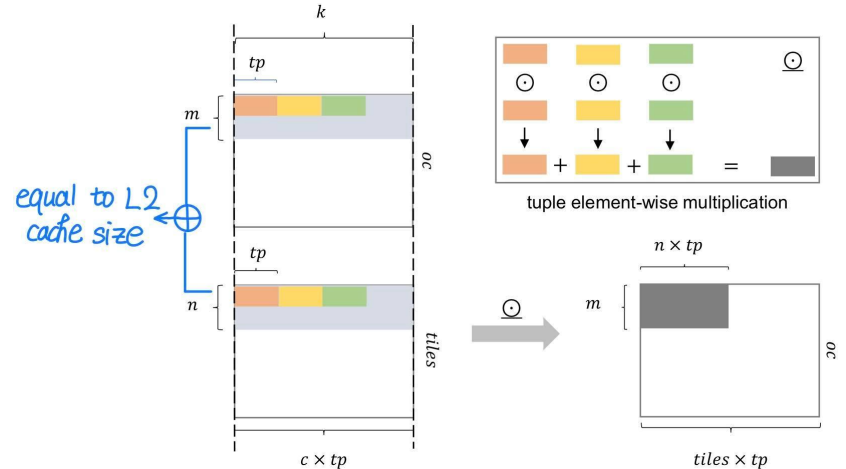 k
tp
m
oc
⊙
⊙ ⊙ ⊙
+ + =
tuple element-wise multiplication
equal to L2
cache size
tp
n
tiles
c × tp
⊙
n × tp
m
oc
tiles × tp